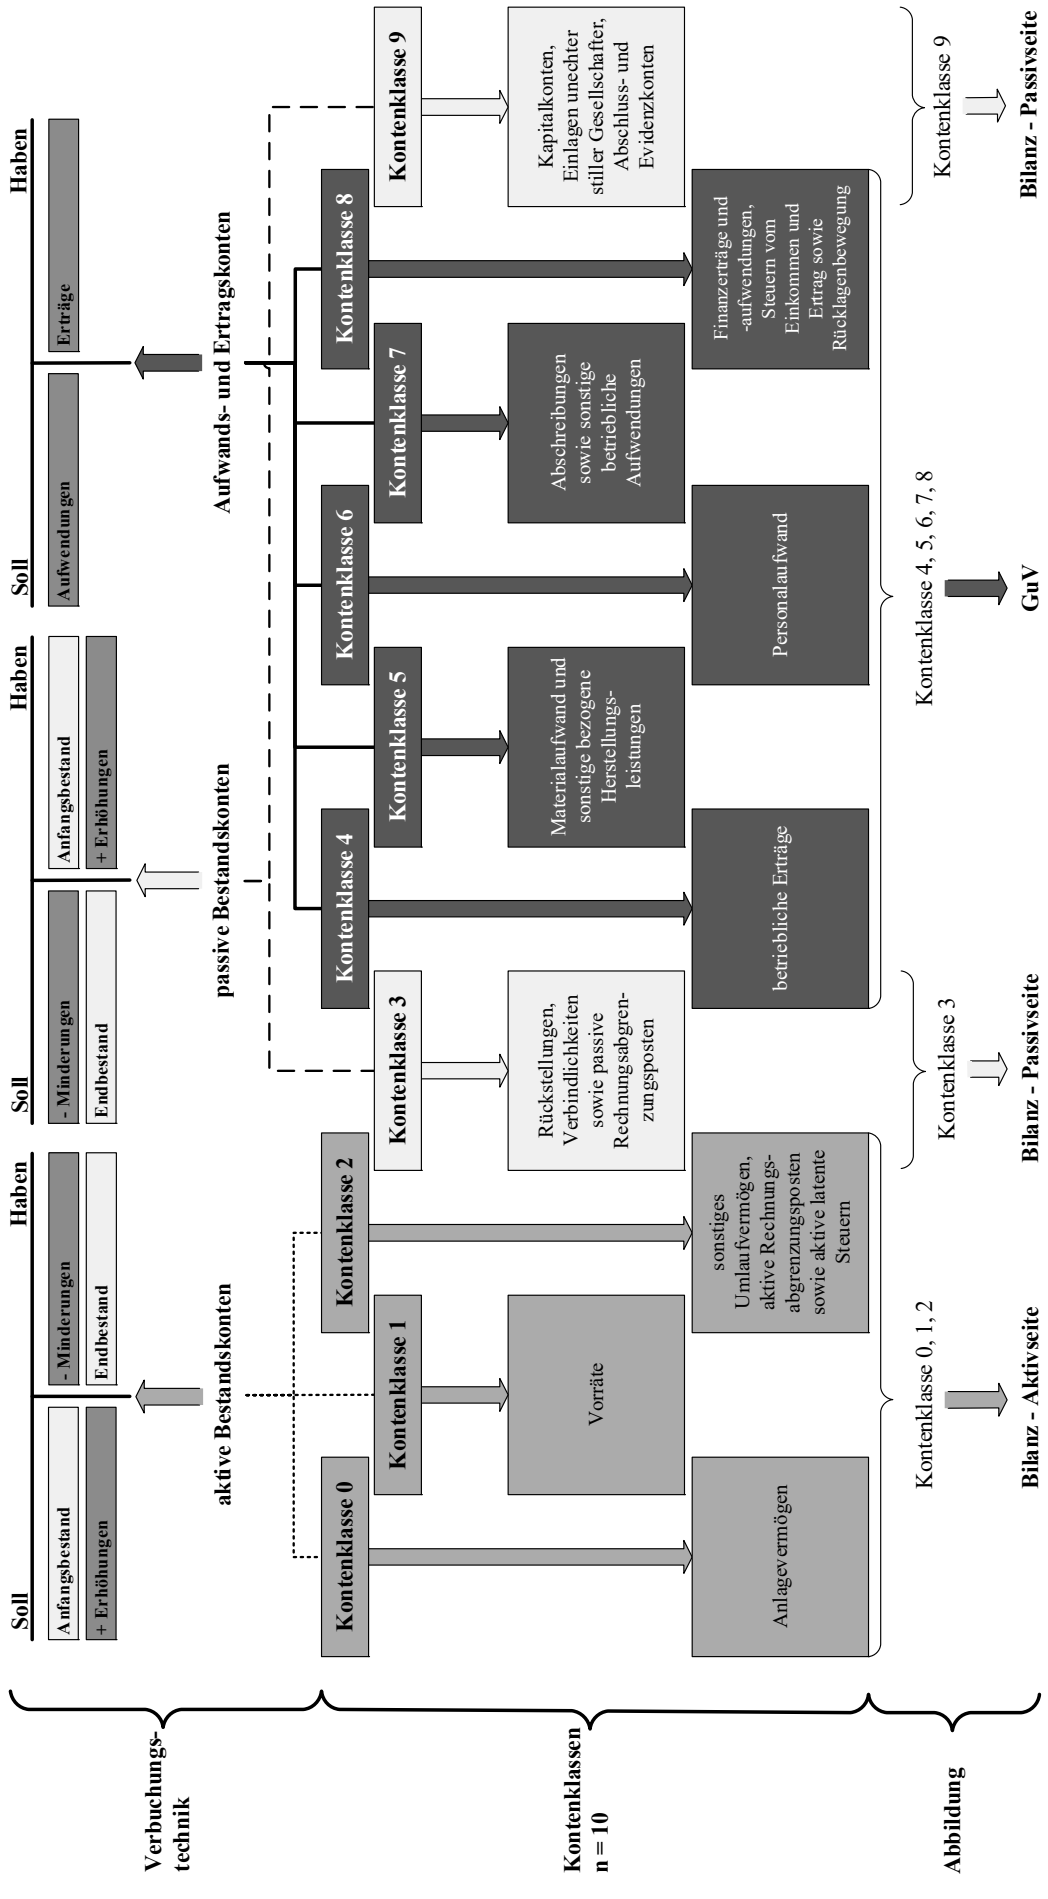 Verbuchungs-
technik
Soll
Haben
Anfangsbestand
- Minderungen
+ Erhöhungen
Endbestand
aktive Bestandskonten
Soll
Haben
- Minderungen
Anfangsbestand
Endbestand
+ Erhöhungen
passive Bestandskonten
Soll
Haben
Aufwendungen
Erträge
Aufwands- und Ertragskonten
Kontenklassen
n = 10
Kontenklasse 0
Anlagevermögen
Kontenklasse 1
Vorräte
Kontenklasse 2
sonstiges
Umlaufvermögen,
aktive Rechnungs-
abgrenzungsposten
sowie aktive latente
Steuern
Kontenklasse 3
Rückstellungen,
Verbindlichkeiten
sowie passive
Rechnungsabgren-
zungsposten
Kontenklasse 4
betriebliche Erträge
Kontenklasse 5
Materialaufwand und
sonstige bezogene
Herstellungs-
leistungen
Kontenklasse 6
Personalaufwand
Kontenklasse 7
Abschreibungen
sowie sonstige
betriebliche
Aufwendungen
Kontenklasse 8
Finanzerträge und
-aufwendungen,
Steuern vom
Einkommen und
Ertrag sowie
Rücklagenbewegung
Kontenklasse 9
Kapitalkonten,
Einlagen unechter
stiller Gesellschafter,
Abschluss- und
Evidenzkonten
Abbildung
Kontenklasse 0, 1, 2
Bilanz - Aktivseite
Kontenklasse 3
Bilanz - Passivseite
Kontenklasse 4, 5, 6, 7, 8
GuV
Kontenklasse 9
Bilanz - Passivseite